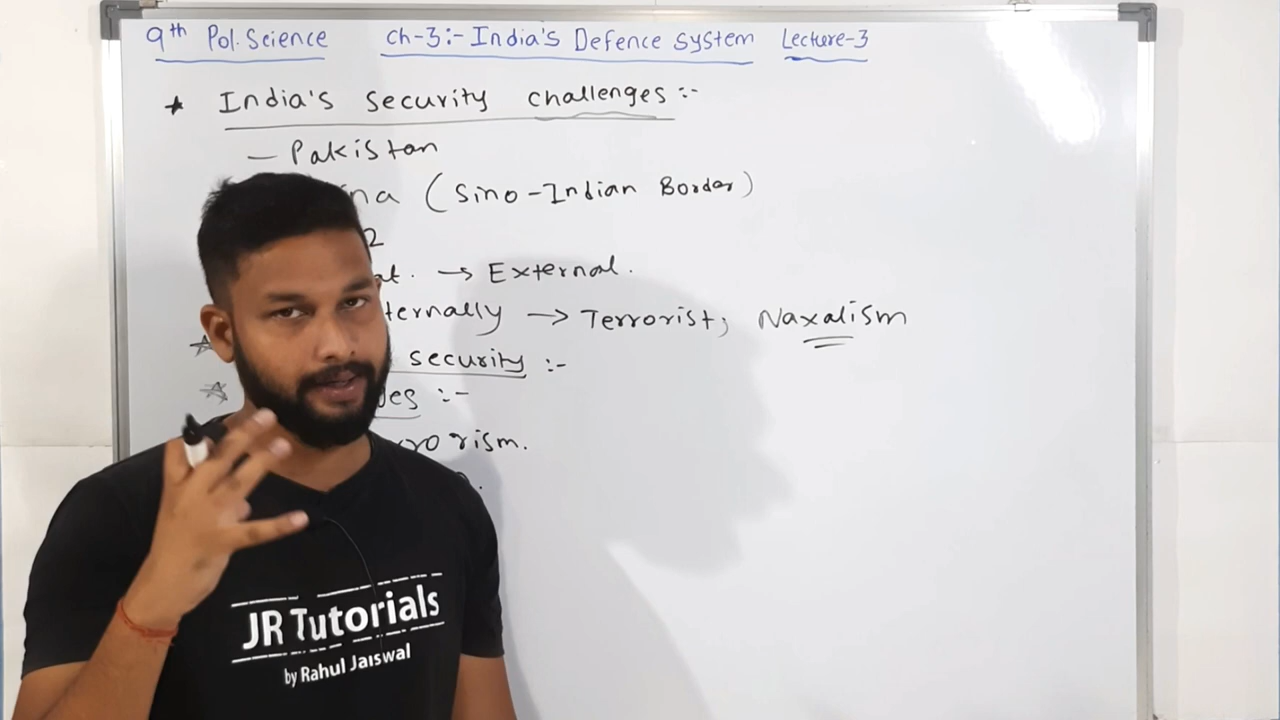 9th Pol. Science Ch-3:- India's Defence System Lecture-3
* India's security challenges :-
— Pakistan
(Sino-Indian Border)
2
→ External.
→ Terrorist, Naxalism
security :-
:-
JR Tutorials
by Rahul Jaiswal